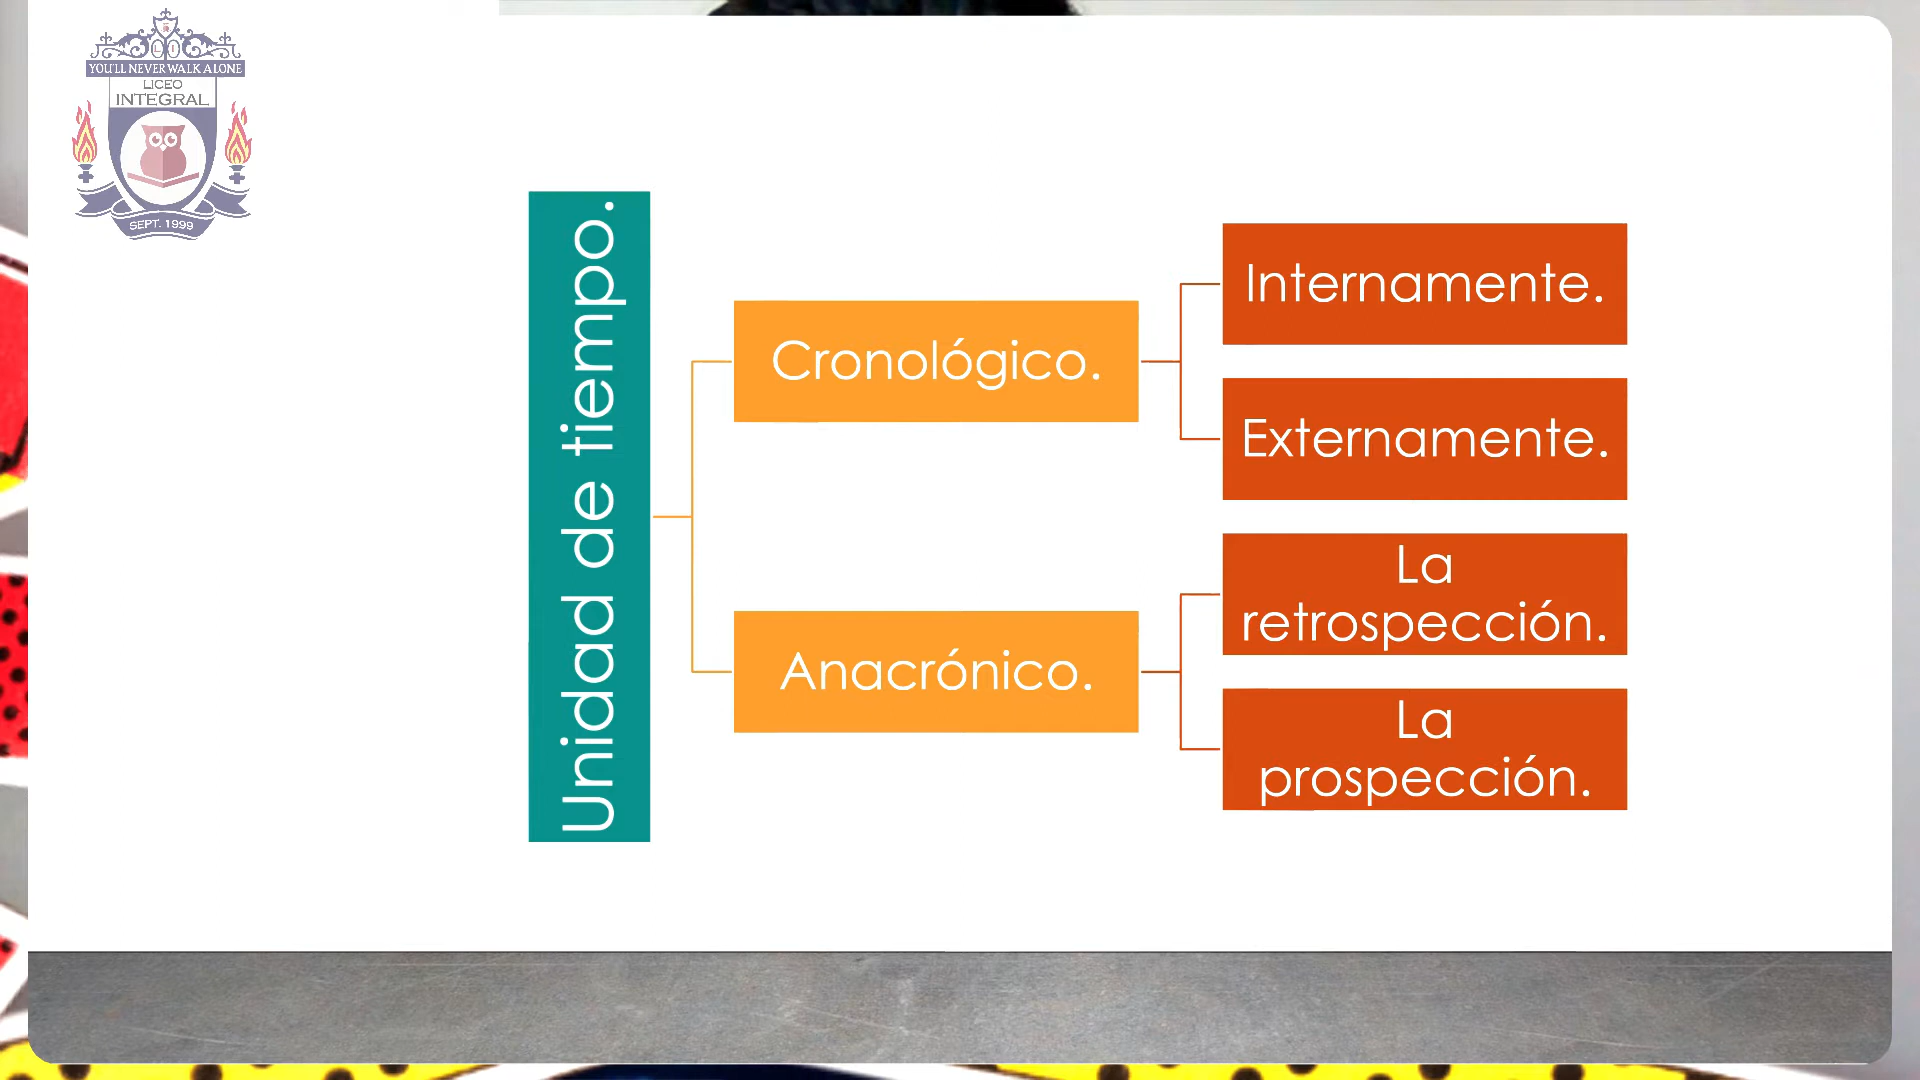 L I
YOU'LL NEVER WALK ALONE
LICEO
INTEGRAL
SEPT. 1999
Unidad de tiempo.
Cronológico.
Internamente.
Externamente.
Anacrónico.
La
retrospección.
La
prospección.